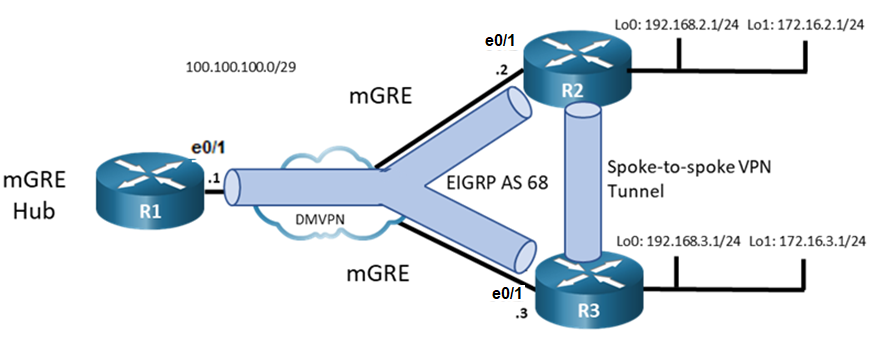 e0/1
Lo0: 192.168.2.1/24 Lo1: 172.16.2.1/24
100.100.100.0/29
.2
mGRE
R2
e0/1
mGRE
Hub
.1
R1
EIGRP AS 68
Spoke-to-spoke VPN
Tunnel
DMVPN
Lo0: 192.168.3.1/24 Lo1: 172.16.3.1/24
mGRE
e0/1
.3
R3